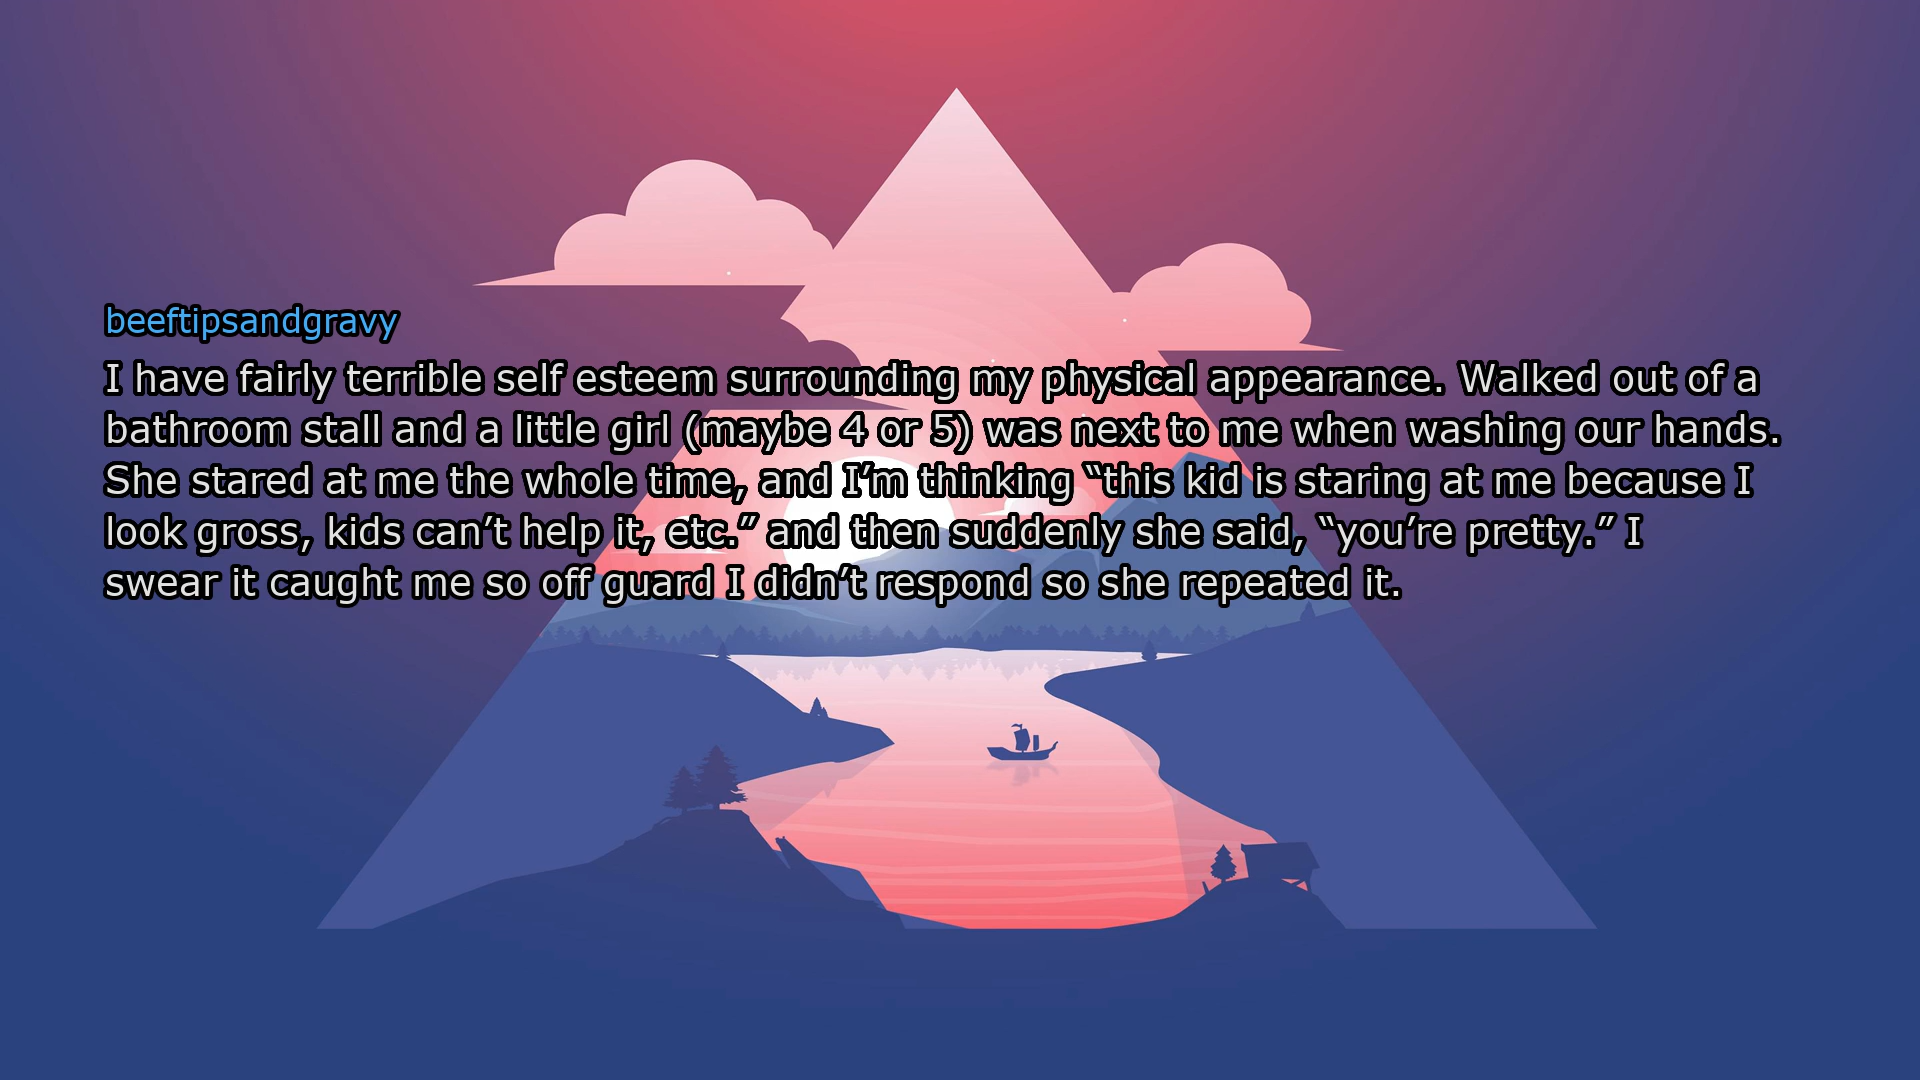 beeftipsandgravy
I have fairly terrible self esteem surrounding my physical appearance. Walked out of a
bathroom stall and a little girl (maybe 4 or 5) was next to me when washing our hands.
She stared at me the whole time, and I’m thinking “this kid is staring at me because I
look gross, kids can’t help it, etc.” and then suddenly she said, “you’re pretty.” I
swear it caught me so off guard I didn’t respond so she repeated it.